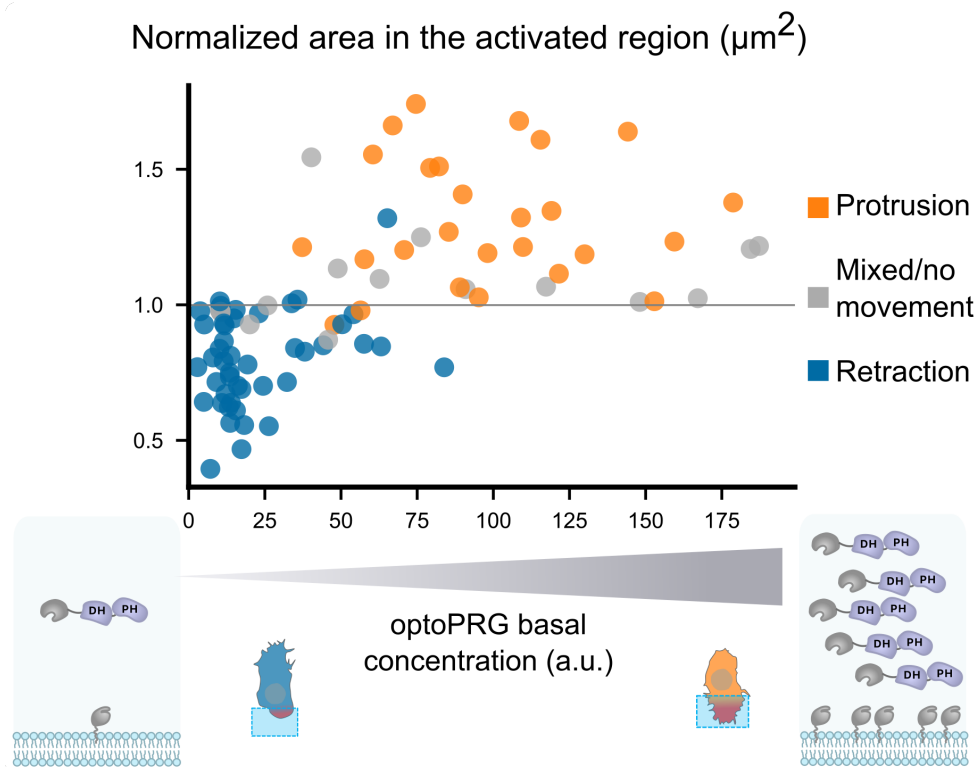 Normalized area in the activated region (µm2)
1.5
1.0
0.5
0 25 50 75 100 125 150 175
Protrusion
Mixed/no
movement
Retraction
optoPRG basal
concentration (a.u.)
DH PH
DH PH
DH PH
DH PH
DH PH
DH PH